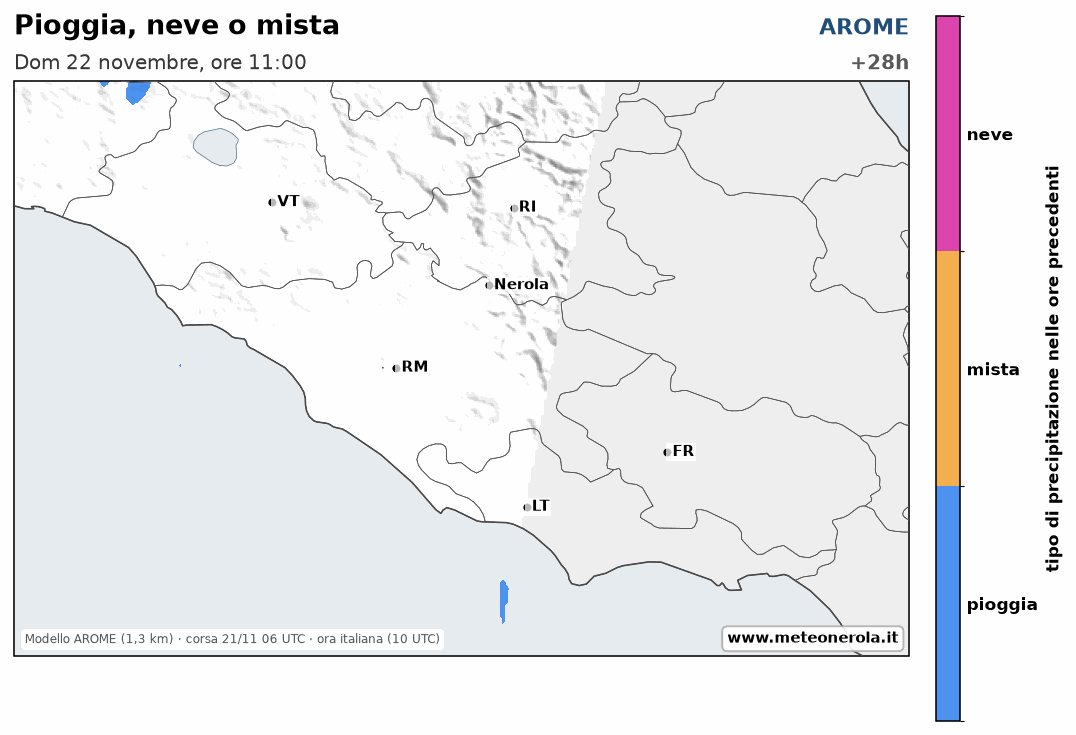 Pioggia, neve o mista
AROME
Dom 22 novembre, ore 11:00
+28h
neve
VT
RI
Nerola
RM
mista
FR
LT
pioggia
tipo di precipitazione nelle ore precedenti
Modello AROME (1,3 km) · corsa 21/11 06 UTC · ora italiana (10 UTC)
www.meteonerola.it